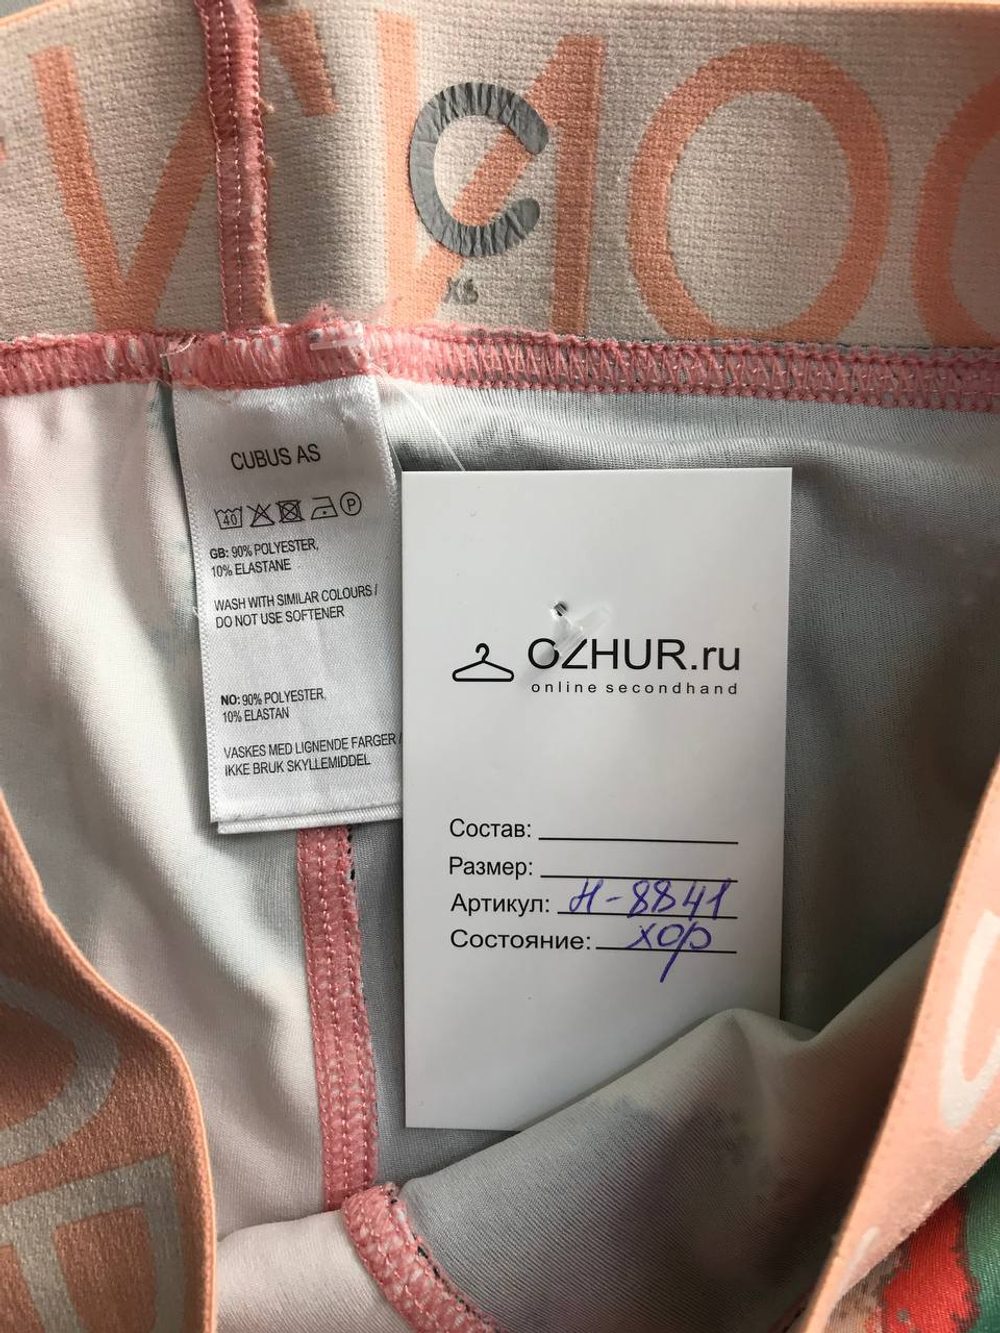 C
XS
CUBUS AS
40 P
GB: 90% POLYESTER,
10% ELASTANE
WASH WITH SIMILAR COLOURS /
DO NOT USE SOFTENER
NO: 90% POLYESTER,
10% ELASTAN
VASKES MED LIGNENDE FARGER /
IKKE BRUK SKYLLEMIDDEL
OZHUR.ru
online secondhand
Состав:
Размер:
Артикул: Н-8841
Состояние: хор